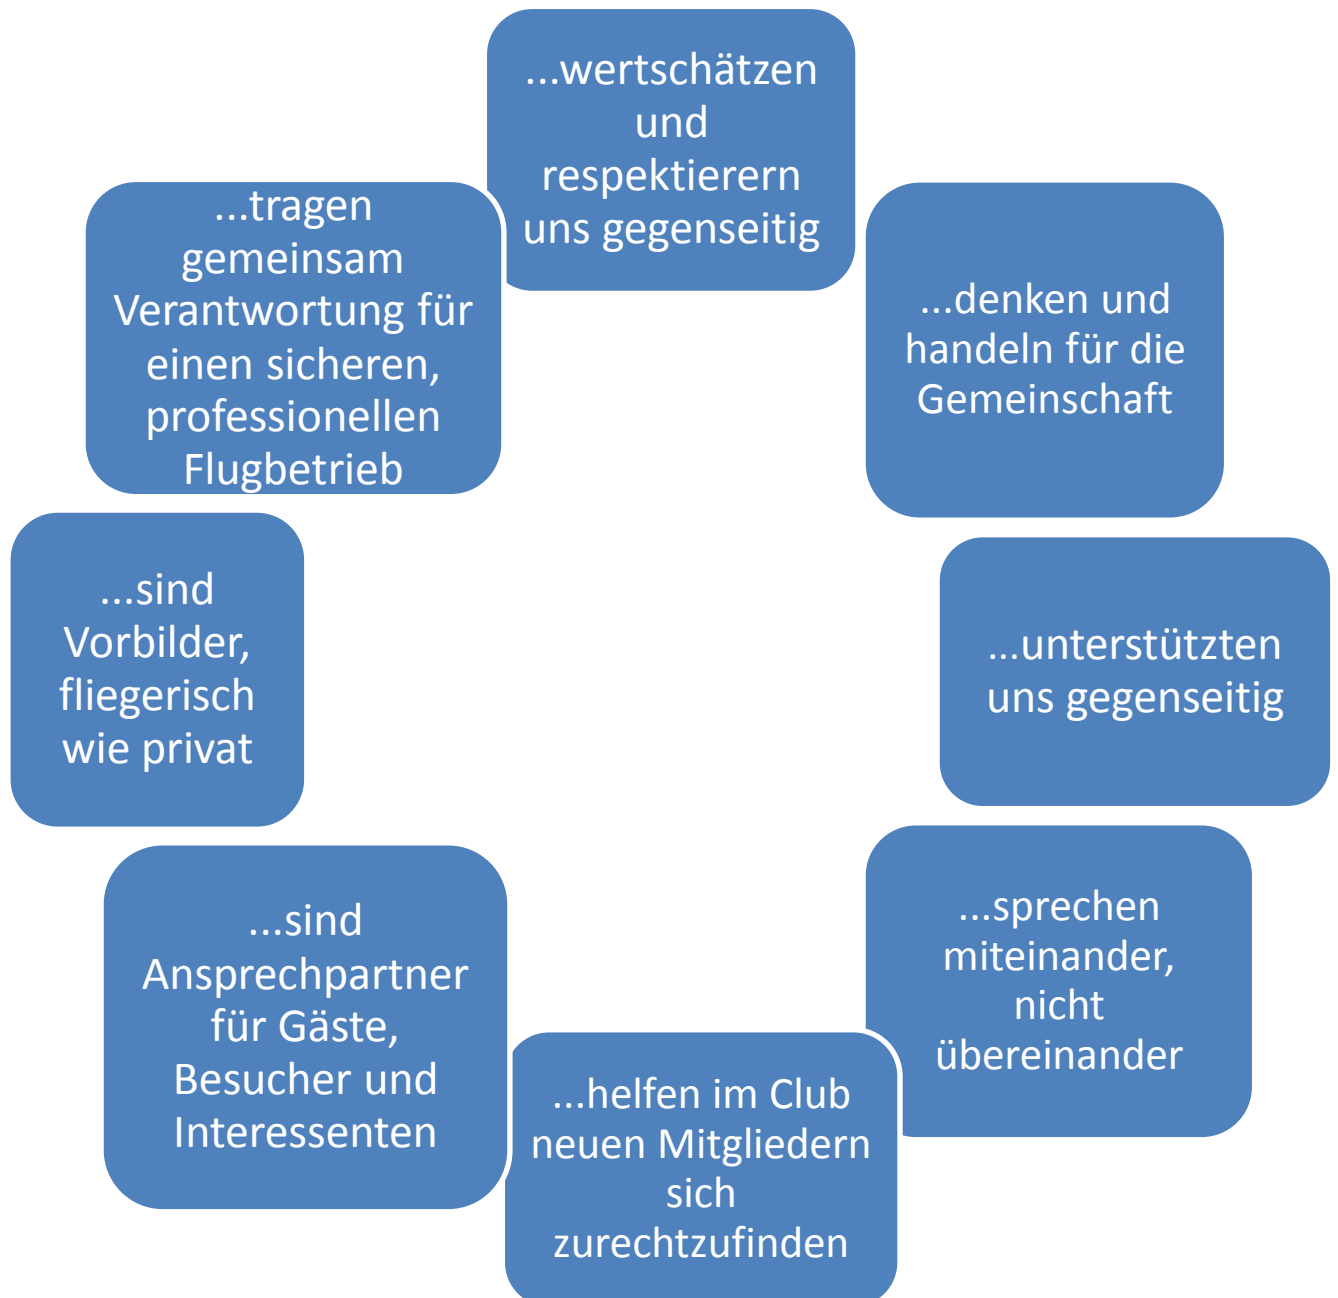 ...wertschätzen
und
respektierern
uns gegenseitig
...denken und
handeln für die
Gemeinschaft
...unterstützten
uns gegenseitig
...sprechen
miteinander,
nicht
übereinander
...helfen im Club
neuen Mitgliedern
sich
zurechtzufinden
...sind
Ansprechpartner
für Gäste,
Besucher und
Interessenten
...sind
Vorbilder,
fliegerisch
wie privat
...tragen
gemeinsam
Verantwortung für
einen sicheren,
professionellen
Flugbetrieb